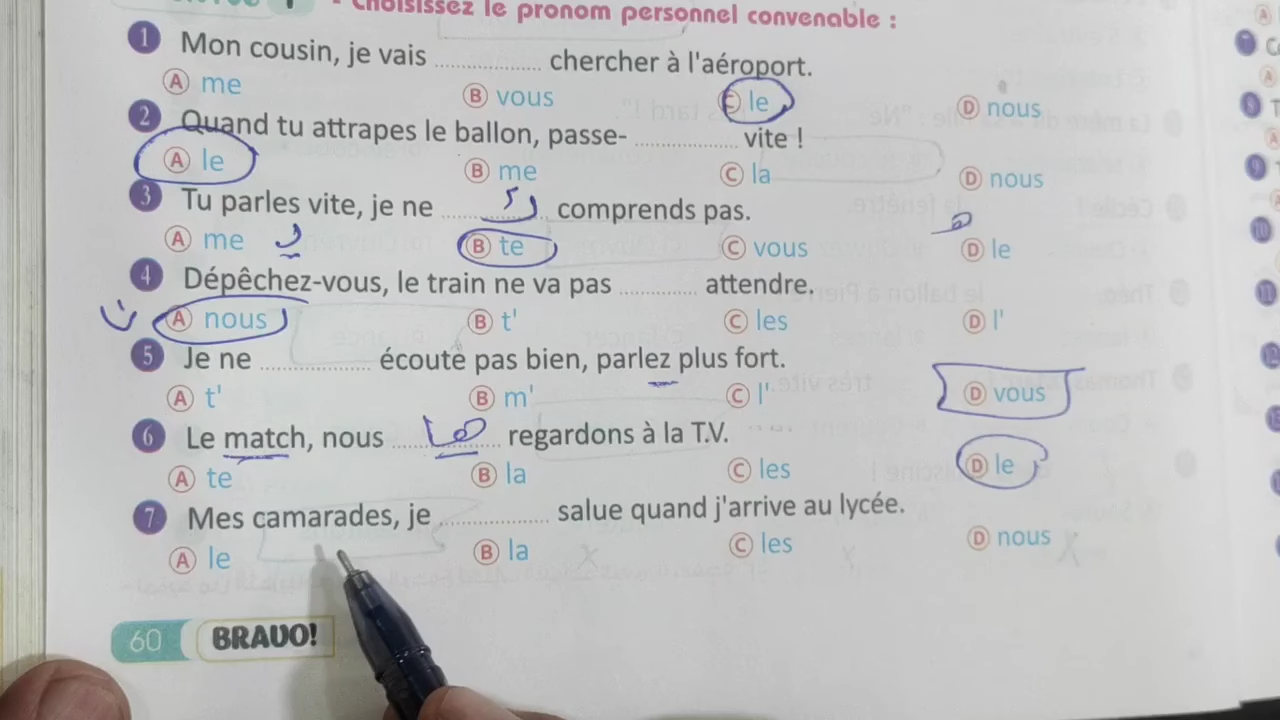 - Choisissez le pronom personnel convenable :
1 Mon cousin, je vais .................. chercher à l'aéroport.
A me B vous C le D nous
2 Quand tu attrapes le ballon, passe- .................. vite !
A le B me C la D nous
3 Tu parles vite, je ne .................. comprends pas.
A me B te C vous D le
4 Dépêchez-vous, le train ne va pas .................. attendre.
A nous B t' C les D l'
5 Je ne .................. écoute pas bien, parlez plus fort.
A t' B m' C l' D vous
6 Le match, nous .................. regardons à la T.V.
A te B la C les D le
7 Mes camarades, je .................. salue quand j'arrive au lycée.
A le B la C les D nous
60 BRAVO!